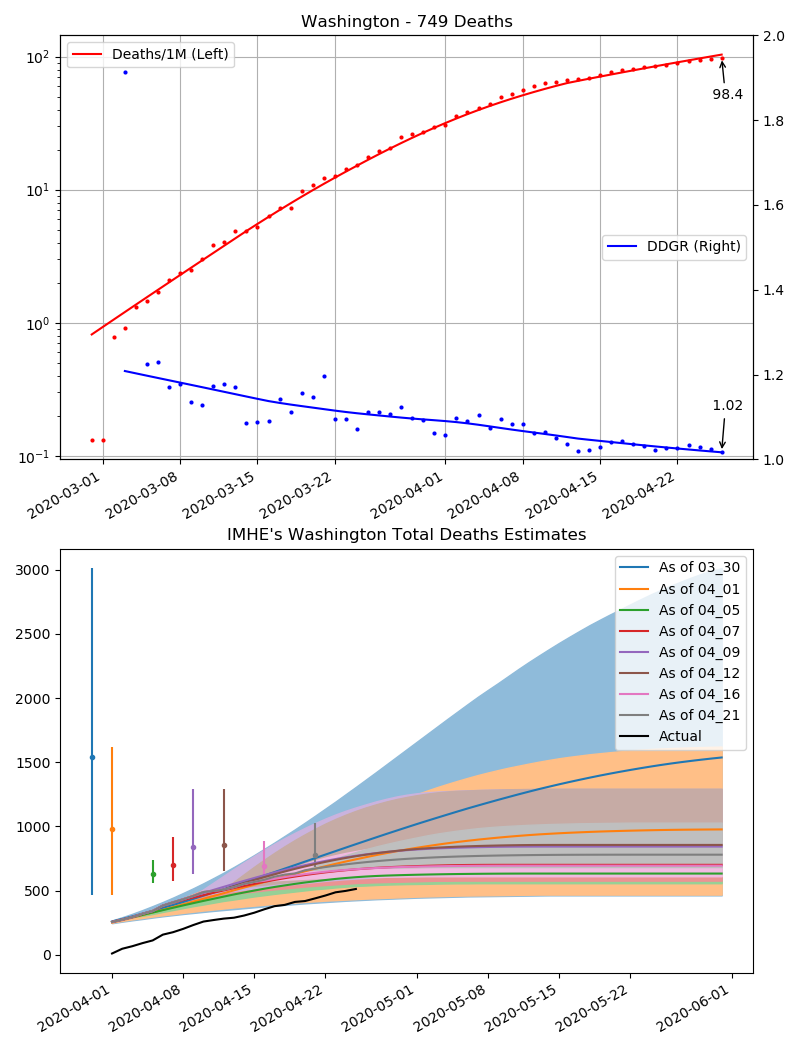 Washington - 749 Deaths
Deaths/1M (Left)
DDGR (Right)
98.4
1.02
10²
10¹
10⁰
10⁻¹
2.0
1.8
1.6
1.4
1.2
1.0
2020-03-01
2020-03-08
2020-03-15
2020-03-22
2020-04-01
2020-04-08
2020-04-15
2020-04-22
IMHE's Washington Total Deaths Estimates
3000
2500
2000
1500
1000
500
0
As of 03_30
As of 04_01
As of 04_05
As of 04_07
As of 04_09
As of 04_12
As of 04_16
As of 04_21
Actual
2020-04-01
2020-04-08
2020-04-15
2020-04-22
2020-05-01
2020-05-08
2020-05-15
2020-05-22
2020-06-01